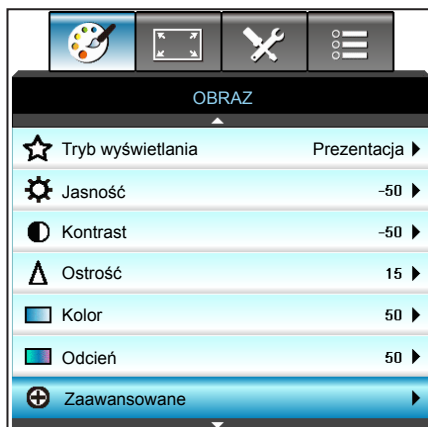 OBRAZ
Tryb wyświetlania Prezentacja
Jasność -50
Kontrast -50
Ostrość 15
Kolor 50
Odcień 50
Zaawansowane